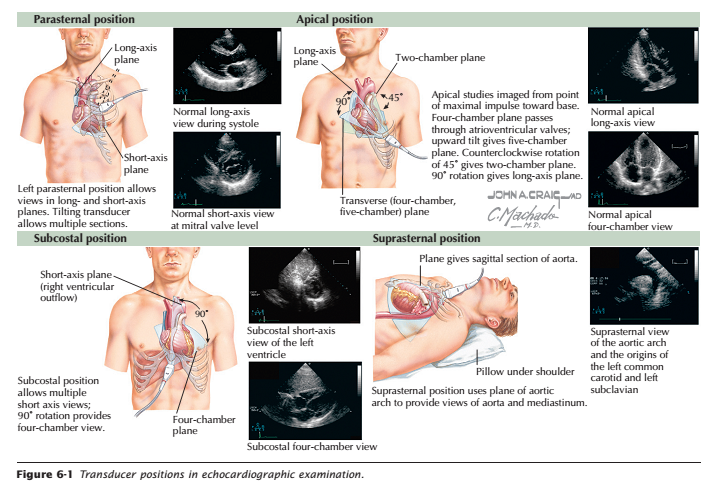 Parasternal position
Long-axis
plane
Short-axis
plane
Left parasternal position allows
views in long- and short-axis
planes. Tilting transducer
allows multiple sections.
Normal long-axis
view during systole
Normal short-axis view
at mitral valve level
Apical position
Long-axis
plane
Two-chamber plane
90°
45°
Transverse (four-chamber,
five-chamber) plane
Apical studies imaged from point
of maximal impulse toward base.
Four-chamber plane passes
through atrioventricular valves;
upward tilt gives five-chamber
plane. Counterclockwise rotation
of 45° gives two-chamber plane.
90° rotation gives long-axis plane.
JOHN A. CRAIG MD
C. Machado
M.D.
Normal apical
long-axis view
Normal apical
four-chamber view
Subcostal position
Short-axis plane
(right ventricular
outflow)
90°
Subcostal position
allows multiple
short axis views;
90° rotation provides
four-chamber view.
Four-chamber
plane
Subcostal short-axis
view of the left
ventricle
Subcostal four-chamber view
Suprasternal position
Plane gives sagittal section of aorta.
Pillow under shoulder
Suprasternal position uses plane of aortic
arch to provide views of aorta and mediastinum.
Suprasternal view
of the aortic arch
and the origins of
the left common
carotid and left
subclavian
Figure 6-1 Transducer positions in echocardiographic examination.